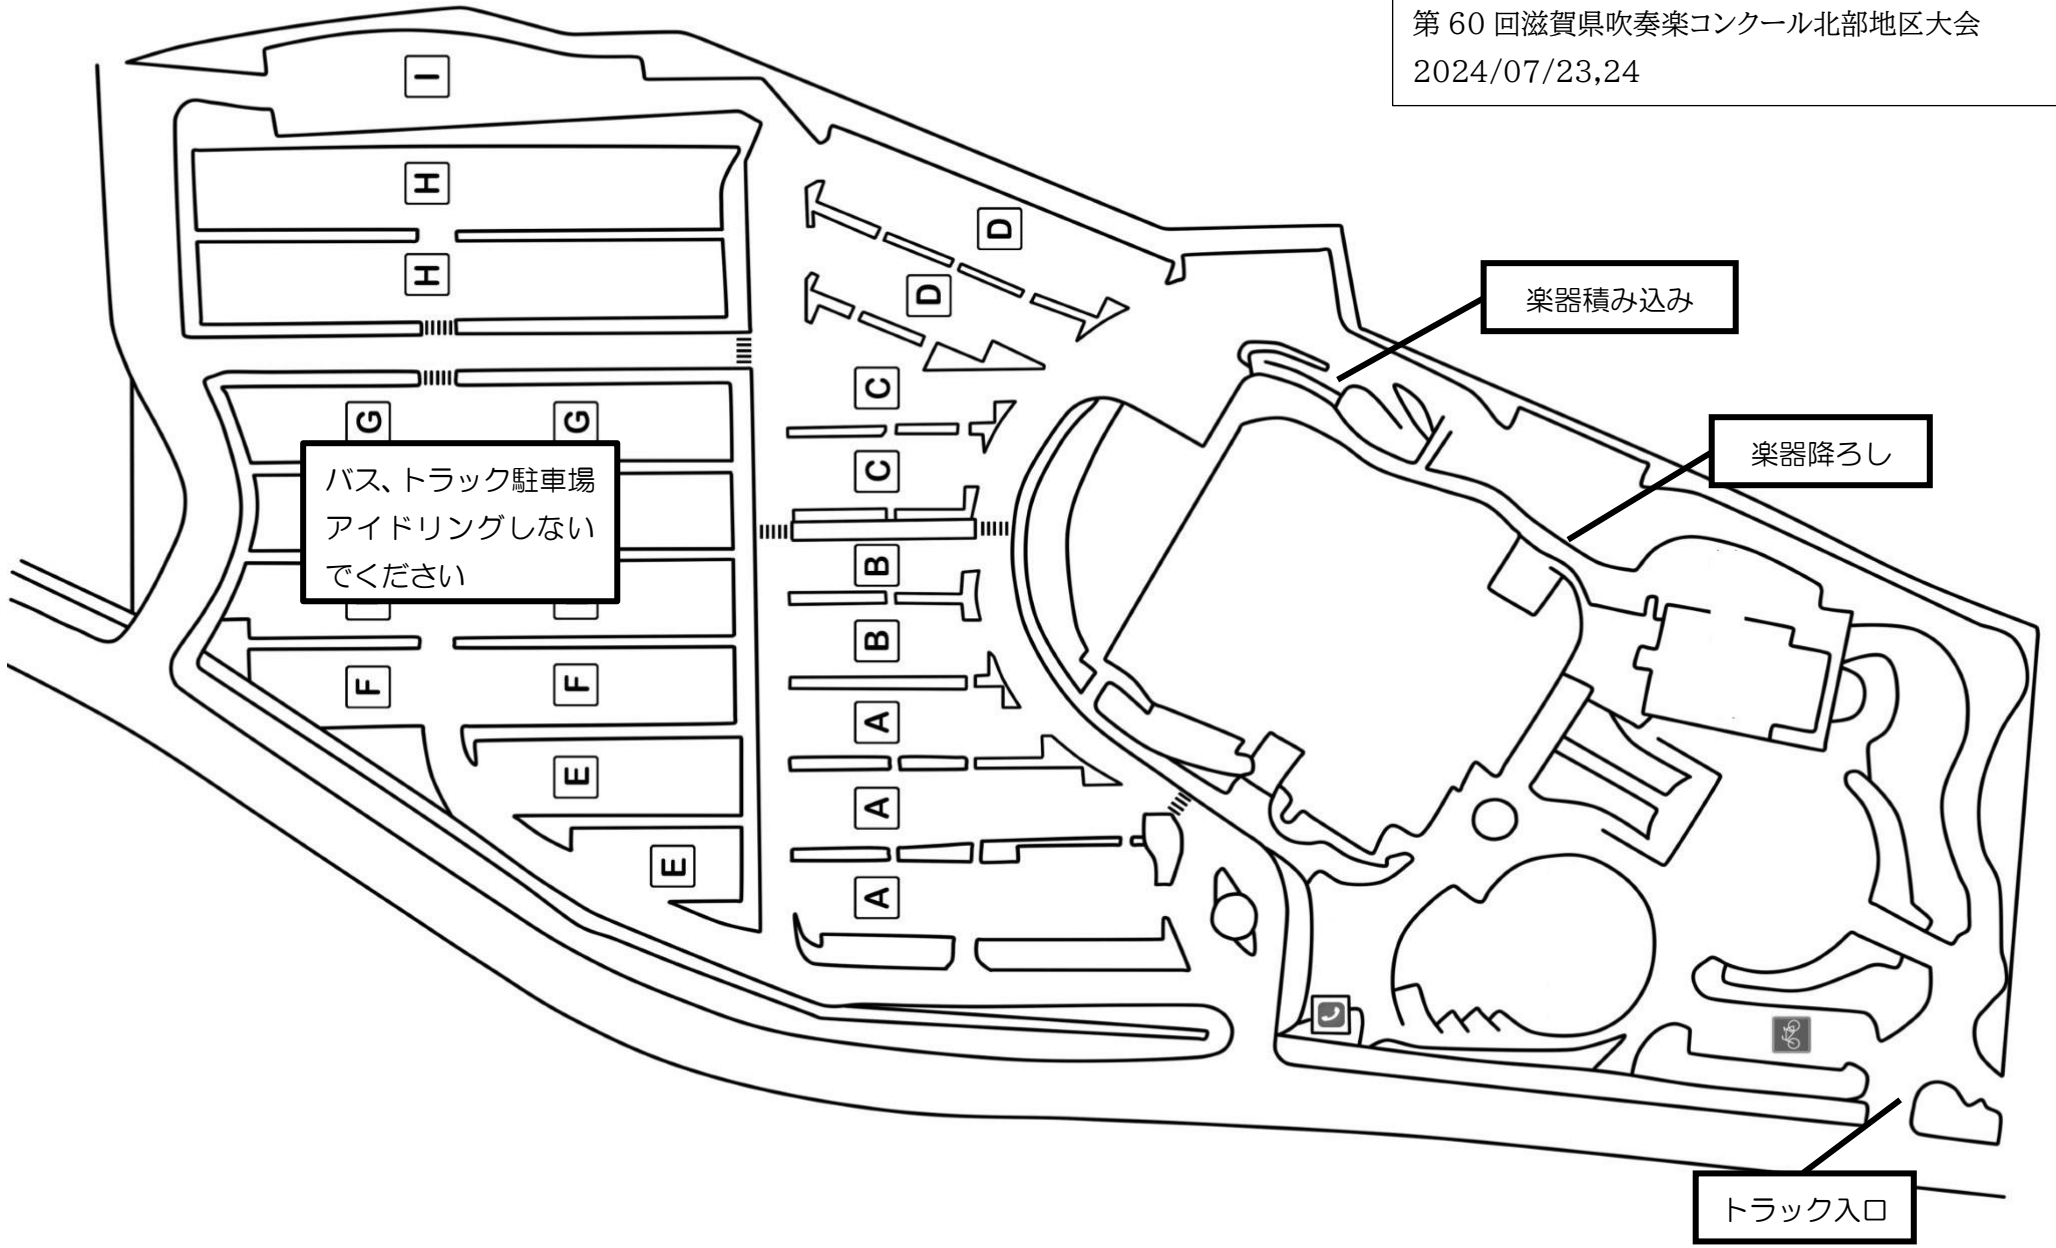 第 60 回滋賀県吹奏楽コンクール北部地区大会
2024/07/23,24
I
H
H
D
D
楽器積み込み
楽器降ろし
C
C
G
G
バス、トラック駐車場
アイドリングしない
でください
B
B
F
F
A
A
A
E
E
トラック入口